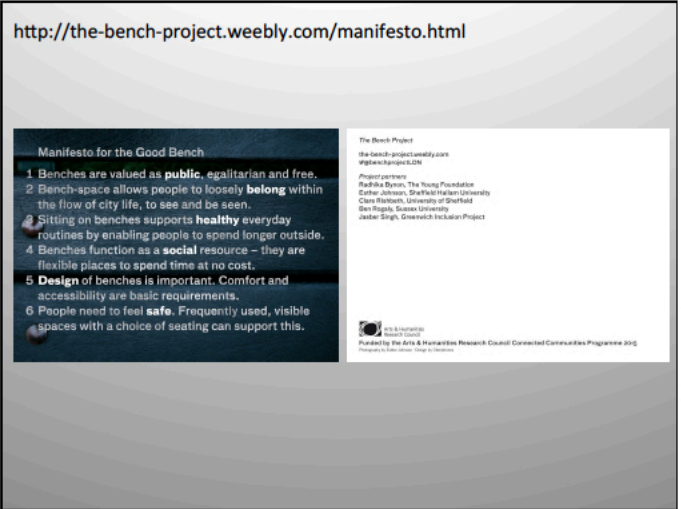 http://the-bench-project.weebly.com/manifesto.html
Manifesto for the Good Bench
1 Benches are valued as public, egalitarian and free.
2 Bench-space allows people to loosely belong within
the flow of city life, to see and be seen.
3 Sitting on benches supports healthy everyday
routines by enabling people to spend longer outside.
4 Benches function as a social resource – they are
flexible places to spend time at no cost.
5 Design of benches is important. Comfort and
accessibility are basic requirements.
6 People need to feel safe. Frequently used, visible
spaces with a choice of seating can support this.
The Bench Project
the-bench-project.weebly.com
@benchprojectLDN
Project partners
Radhika Bynon, The Young Foundation
Esther Johnson, Sheffield Hallam University
Clare Rishbeth, University of Sheffield
Ben Rogaly, Sussex University
Jasber Singh, Greenwich Inclusion Project
Arts & Humanities
Research Council
Funded by the Arts & Humanities Research Council Connected Communities Programme 2015
Photography by Esther Johnson Design by